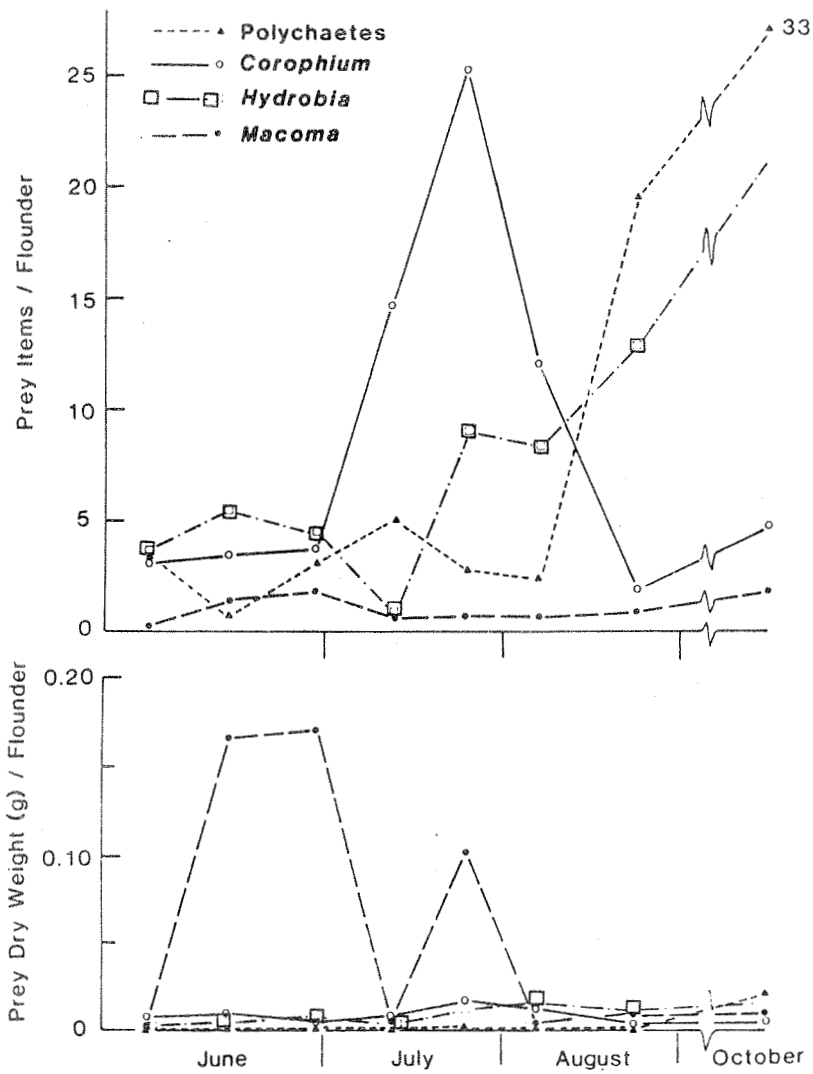 Polychaetes
Corophium
Hydrobia
Macoma
33
Prey Items / Flounder
25
20
15
10
5
0
Prey Dry Weight (g) / Flounder
0.20
0.10
0
June July August October